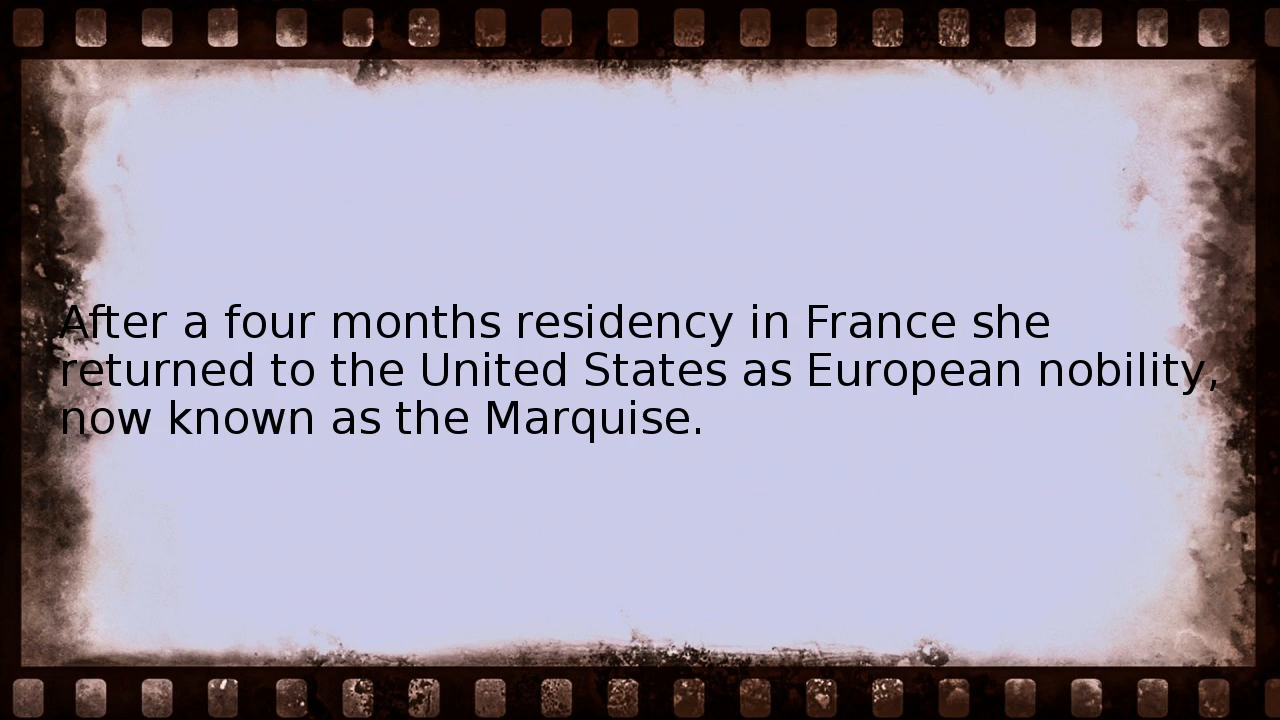 After a four months residency in France she
returned to the United States as European nobility,
now known as the Marquise.